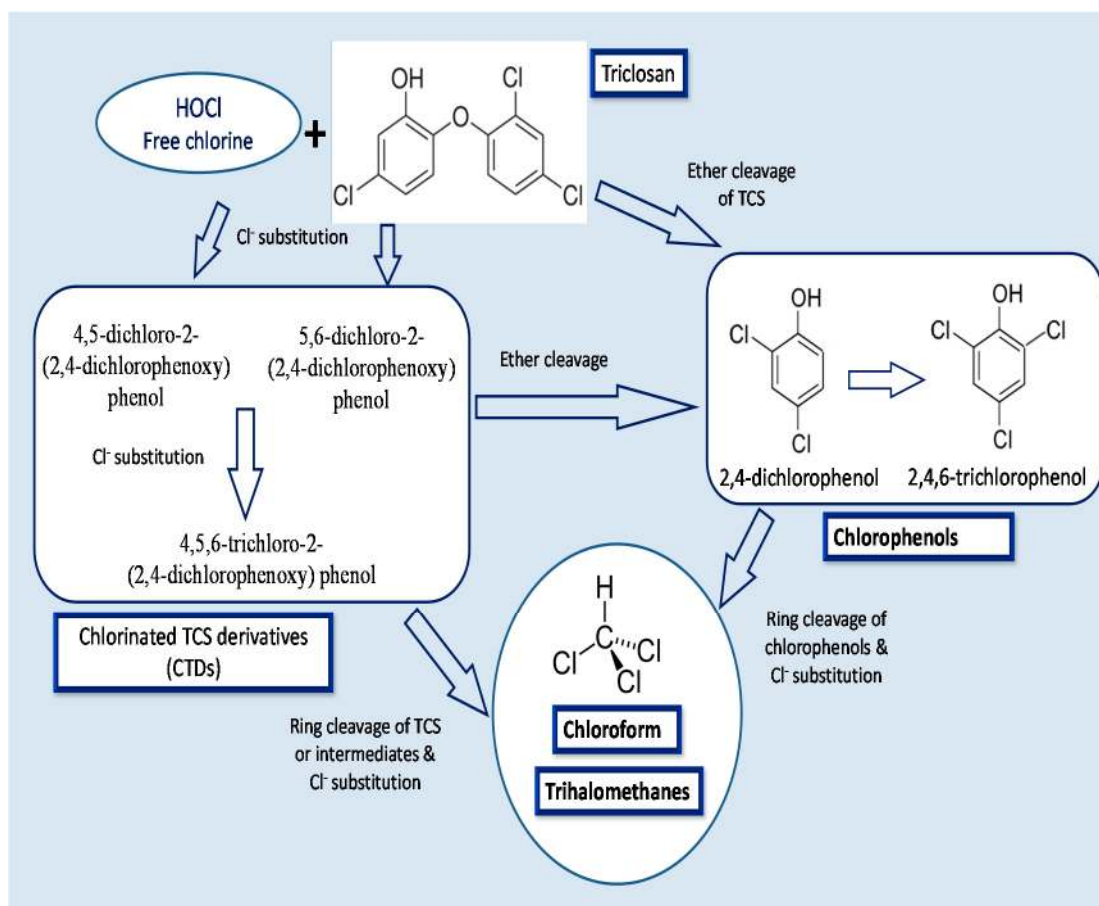 HOCl
Free chlorine
+
OH
O
Cl
Cl
Cl
Triclosan
Ether cleavage
of TCS
Cl⁻ substitution
4,5-dichloro-2-
(2,4-dichlorophenoxy)
phenol
5,6-dichloro-2-
(2,4-dichlorophenoxy)
phenol
Cl⁻ substitution
4,5,6-trichloro-2-
(2,4-dichlorophenoxy) phenol
Chlorinated TCS derivatives
(CTDs)
Ether cleavage
OH
Cl
Cl
2,4-dichlorophenol
OH
Cl
Cl
Cl
2,4,6-trichlorophenol
Chlorophenols
Ring cleavage of
chlorophenols &
Cl⁻ substitution
Ring cleavage of TCS
or intermediates &
Cl⁻ substitution
H
C
Cl
Cl
Cl
Chloroform
Trihalomethanes